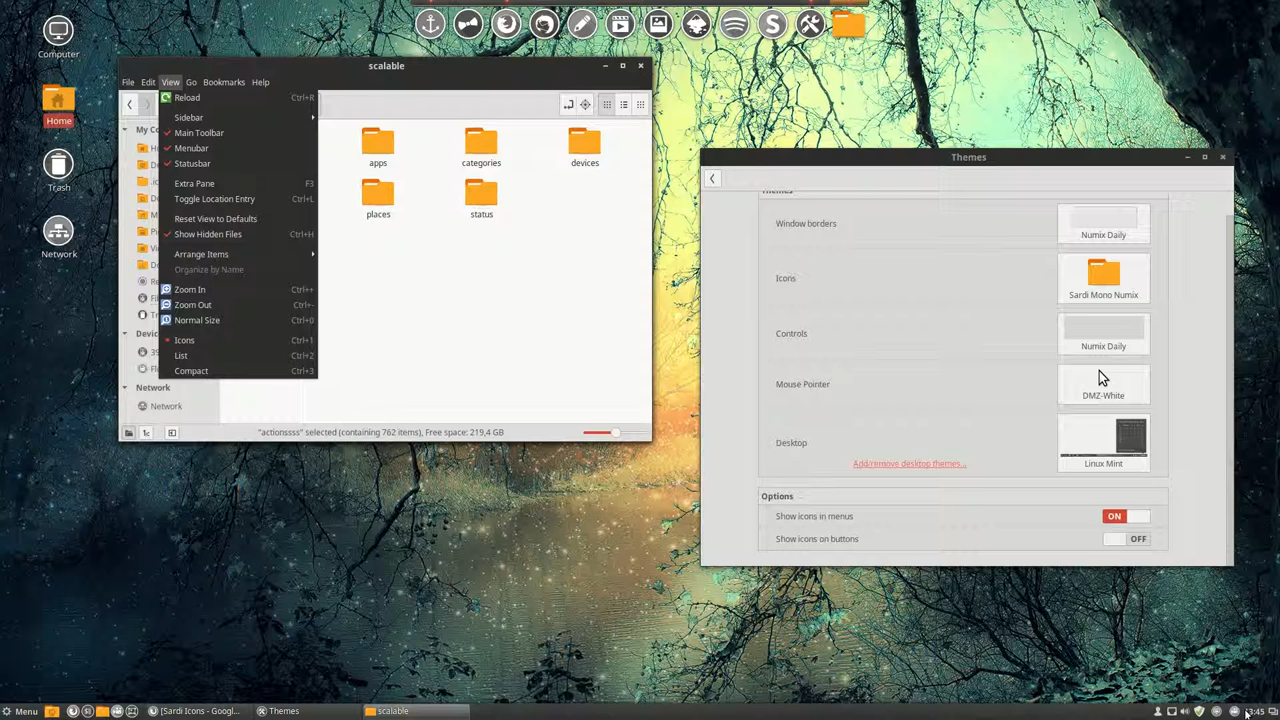 Computer
Home
Trash
Network
scalable
File Edit View Go Bookmarks Help
Reload Ctrl+R
Sidebar
Main Toolbar
Menubar
Statusbar
Extra Pane F3
Toggle Location Entry Ctrl+L
Reset View to Defaults
Show Hidden Files Ctrl+H
Arrange Items
Organize by Name
Zoom In Ctrl++
Zoom Out Ctrl+-
Normal Size Ctrl+0
Icons Ctrl+1
List Ctrl+2
Compact Ctrl+3
My C
Devic
Network
Network
apps
categories
devices
places
status
"actionssss" selected (containing 762 items), Free space: 219,4 GB
Themes
Themes
Window borders
Numix Daily
Icons
Sardi Mono Numix
Controls
Numix Daily
Mouse Pointer
DMZ-White
Desktop
Add/remove desktop themes...
Linux Mint
Options
Show icons in menus
ON
Show icons on buttons
OFF
Menu
[Sardi Icons - Googl...
Themes
scalable